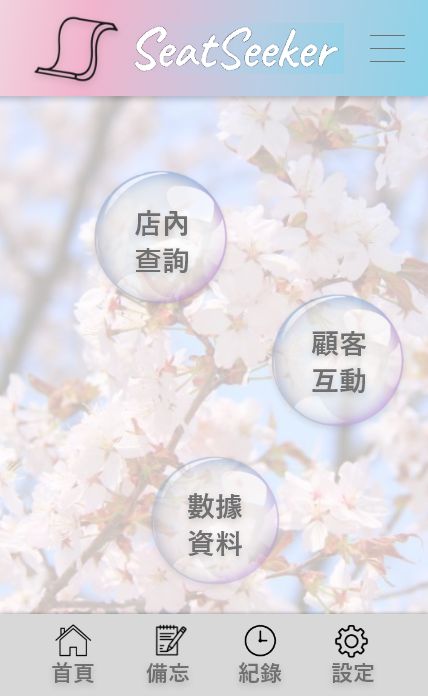 SeatSeeker
店內
查詢
顧客
互動
數據
資料
首頁 備忘 紀錄 設定